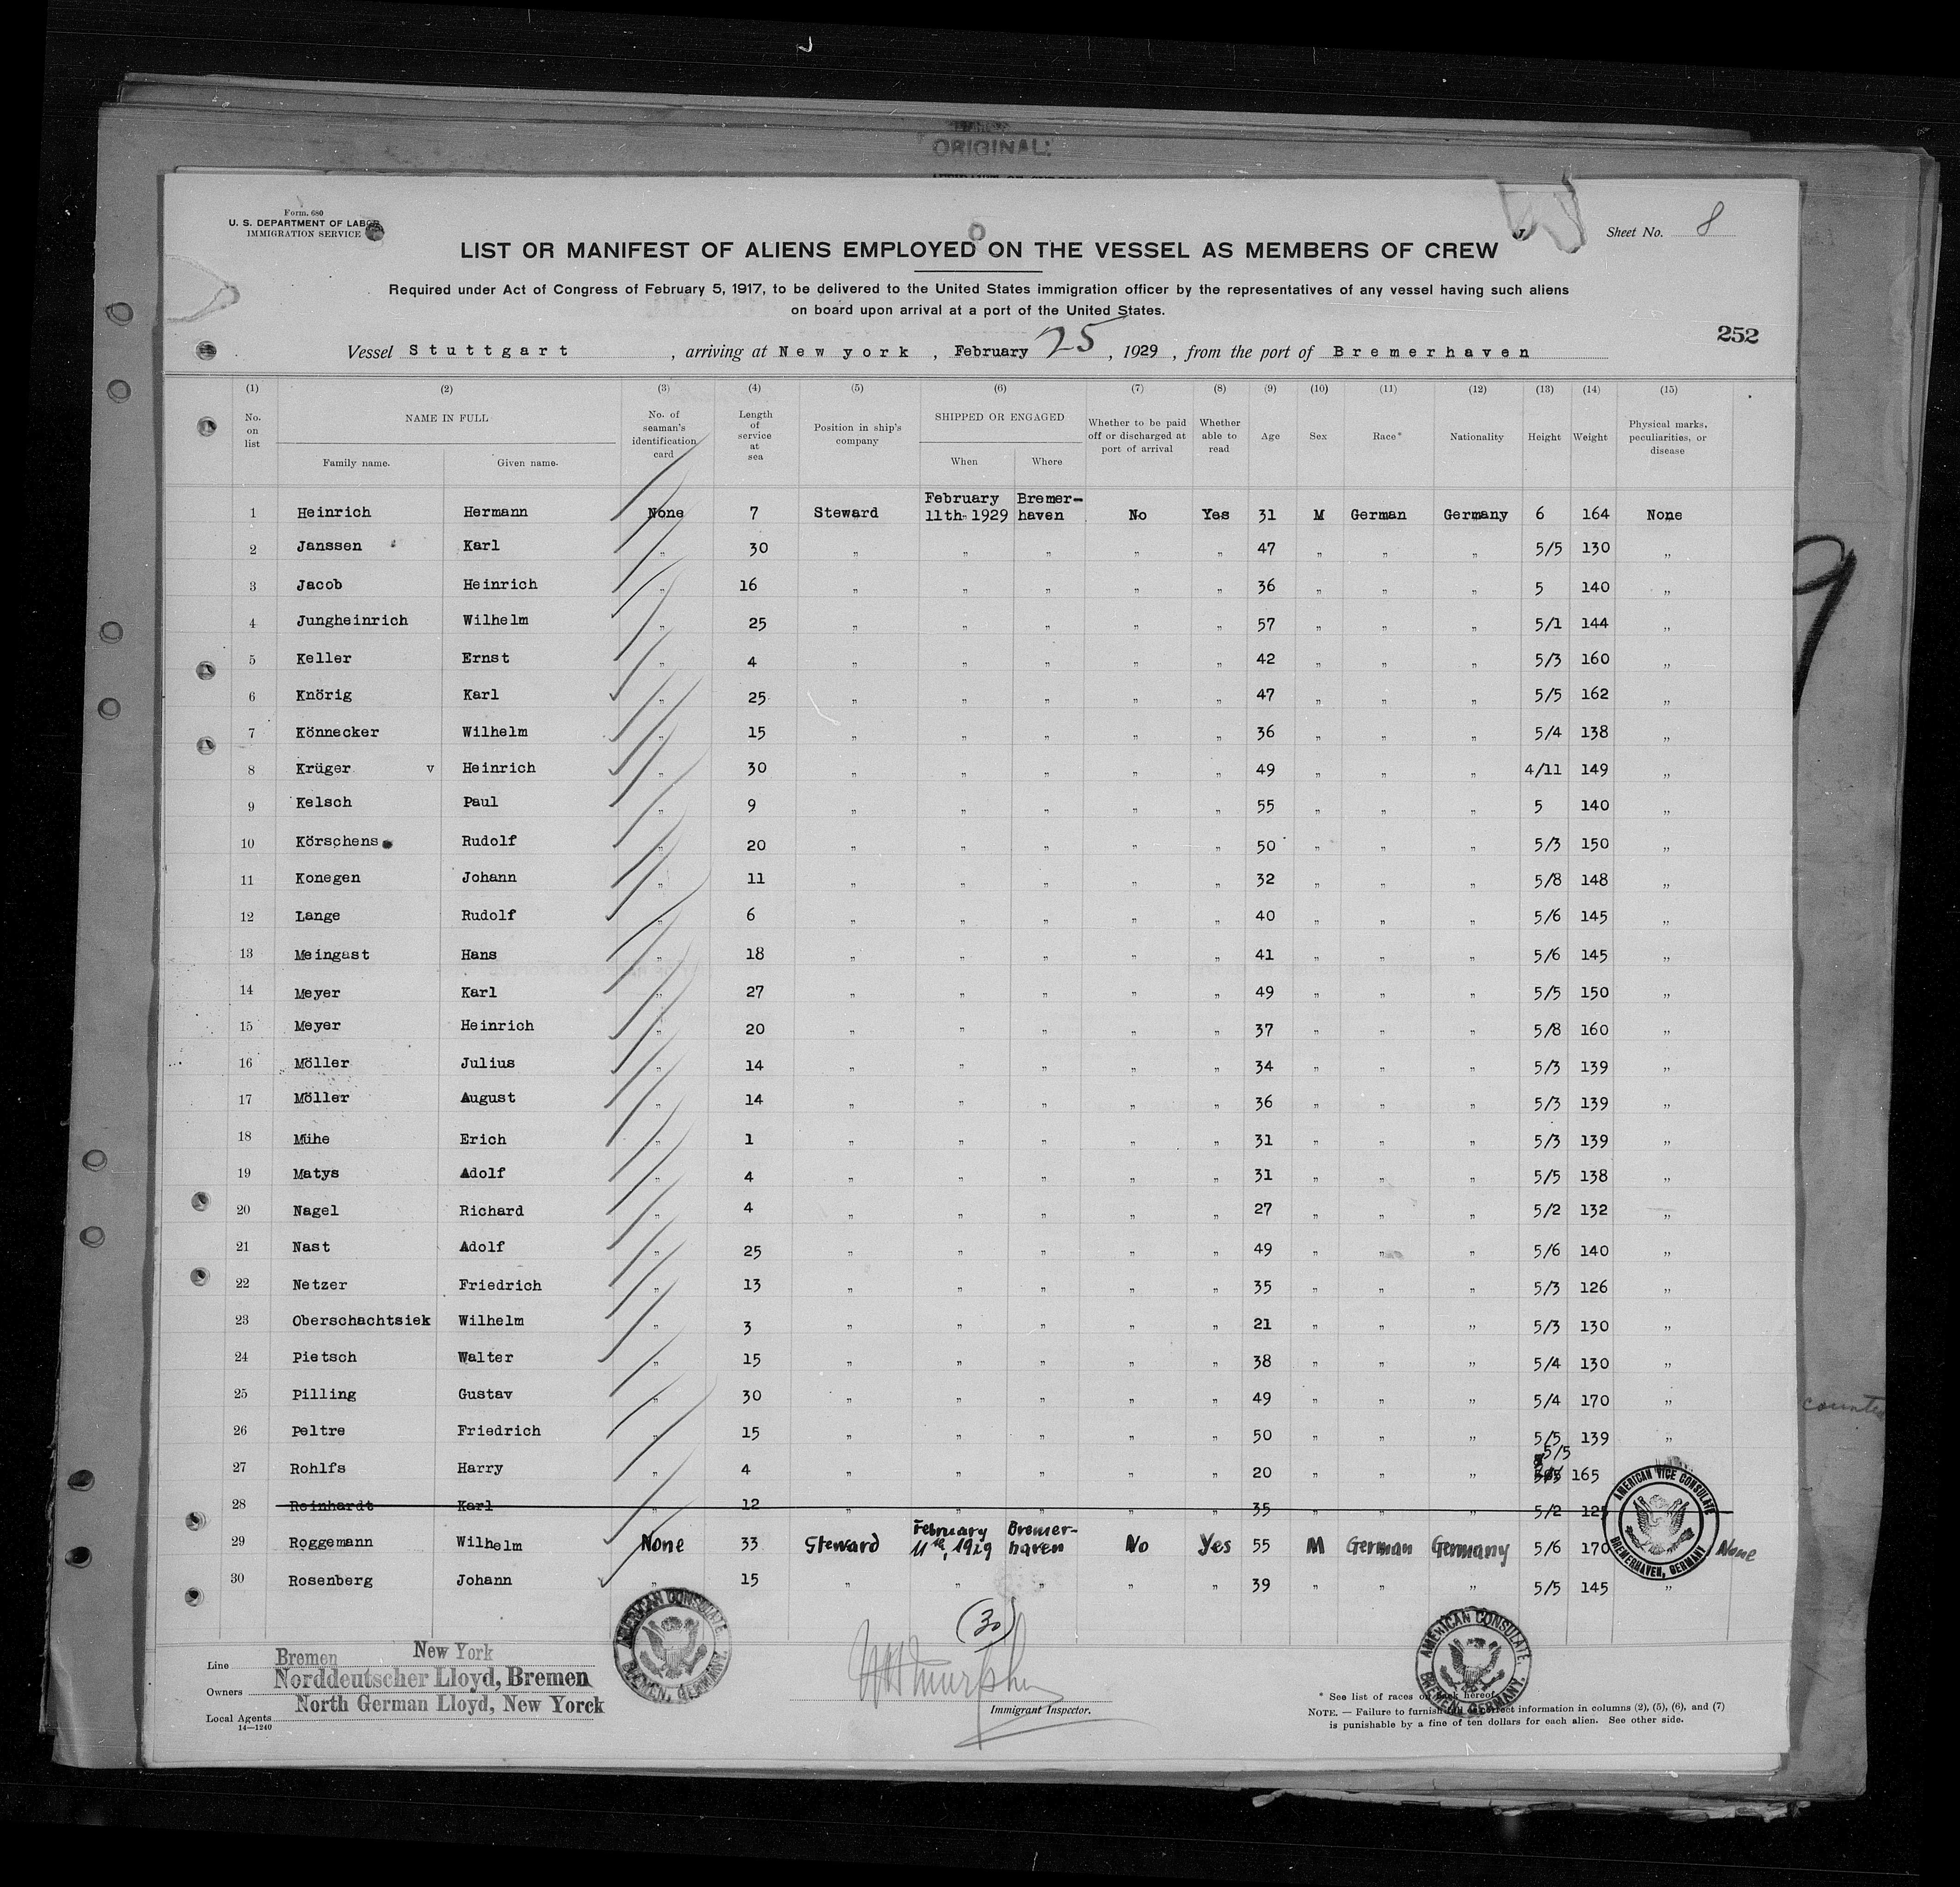 ORIGINAL:
Form. 680
U. S. DEPARTMENT OF LABOR
IMMIGRATION SERVICE
Sheet No. 8
LIST OR MANIFEST OF ALIENS EMPLOYED ON THE VESSEL AS MEMBERS OF CREW
Required under Act of Congress of February 5, 1917, to be delivered to the United States immigration officer by the representatives of any vessel having such aliens
on board upon arrival at a port of the United States.
252
Vessel Stuttgart, arriving at New york, February 25, 1929, from the port of Bremerhaven
(1) (2) (3) (4) (5) (6) (7) (8) (9) (10) (11) (12) (13) (14) (15)
No. on list NAME IN FULL Family name. Given name. No. of seaman's identification card Length of service at sea Position in ship's company SHIPPED OR ENGAGED When Where Whether to be paid off or discharged at port of arrival Whether able to read Age Sex Race* Nationality Height Weight Physical marks, peculiarities, or disease
1 Heinrich Hermann None 7 Steward February 11th 1929 Bremer-haven No Yes 31 M German Germany 6 164 None
2 Janssen Karl " 30 " " " " " 47 " " " 5/5 130 "
3 Jacob Heinrich " 16 " " " " " 36 " " " 5 140 "
4 Jungheinrich Wilhelm " 25 " " " " " 57 " " " 5/1 144 "
5 Keller Ernst " 4 " " " " " 42 " " " 5/3 160 "
6 Knörig Karl " 25 " " " " " 47 " " " 5/5 162 "
7 Könnecker Wilhelm " 15 " " " " " 36 " " " 5/4 138 "
8 Krüger v Heinrich " 30 " " " " " 49 " " " 4/11 149 "
9 Kelsch Paul " 9 " " " " " 55 " " " 5 140 "
10 Körschens Rudolf " 20 " " " " " 50 " " " 5/3 150 "
11 Konegen Johann " 11 " " " " " 32 " " " 5/8 148 "
12 Lange Rudolf " 6 " " " " " 40 " " " 5/6 145 "
13 Meingast Hans " 18 " " " " " 41 " " " 5/6 145 "
14 Meyer Karl " 27 " " " " " 49 " " " 5/5 150 "
15 Meyer Heinrich " 20 " " " " " 37 " " " 5/8 160 "
16 Möller Julius " 14 " " " " " 34 " " " 5/3 139 "
17 Möller August " 14 " " " " " 36 " " " 5/3 139 "
18 Mühe Erich " 1 " " " " " 31 " " " 5/3 139 "
19 Matys Adolf " 4 " " " " " 31 " " " 5/5 138 "
20 Nagel Richard " 4 " " " " " 27 " " " 5/2 132 "
21 Nast Adolf " 25 " " " " " 49 " " " 5/6 140 "
22 Netzer Friedrich " 13 " " " " " 35 " " " 5/3 126 "
23 Oberschachtsiek Wilhelm " 3 " " " " " 21 " " " 5/3 130 "
24 Pietsch Walter " 15 " " " " " 38 " " " 5/4 130 "
25 Pilling Gustav " 30 " " " " " 49 " " " 5/4 170 "
26 Peltre Friedrich " 15 " " " " " 50 " " " 5/5 139 "
27 Rohlfs Harry " 4 " " " " " 20 " " " 5/5 165
28 Reinhardt Karl " 12 " " " " " 35 " " " 5/2 125
29 Roggemann Wilhelm None 33 Steward February 11th, 1929 Bremer-haven No Yes 55 M German Germany 5/6 170 None
30 Rosenberg Johann " 15 " " " " " 39 " " " 5/5 145 "
AMERICAN VICE CONSULATE BREMERHAVEN, GERMANY
AMERICAN CONSULATE BREMEN, GERMANY.
AMERICAN CONSULATE BREMEN, GERMANY.
(30)
Line Bremen New York
Owners Norddeutscher Lloyd, Bremen
Local Agents North German Lloyd, New Yorck
14—1240
Immigrant Inspector.
* See list of races on back hereof.
NOTE. — Failure to furnish correct information in columns (2), (5), (6), and (7)
is punishable by a fine of ten dollars for each alien. See other side.